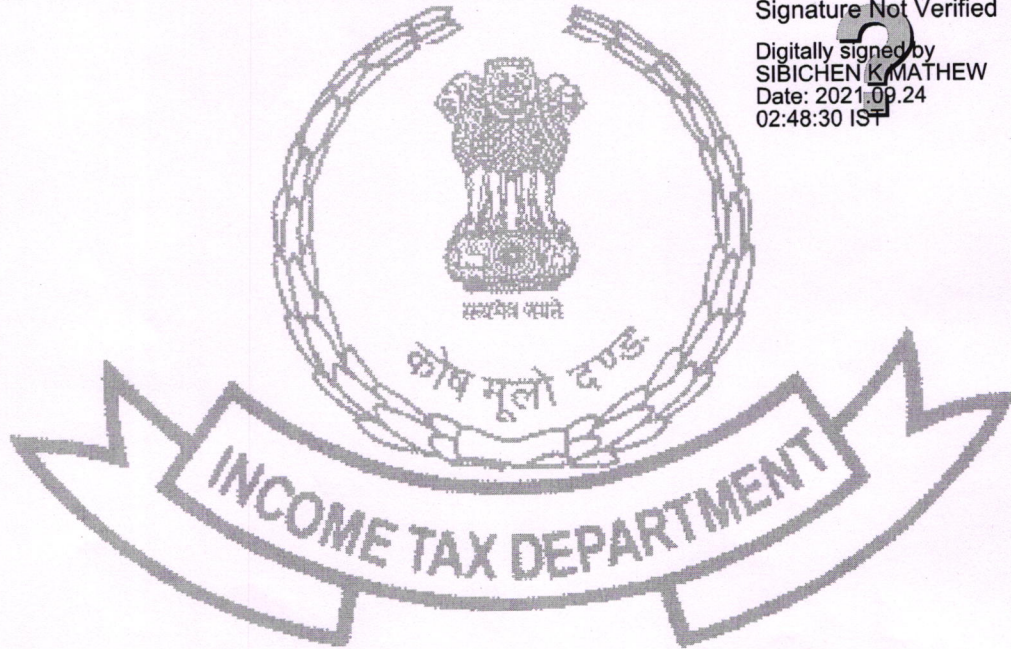 Signature Not Verified
Digitally signed by
SIBICHEN K MATHEW
Date: 2021.09.24
02:48:30 IST
?
सत्यमेव जयते
कोष मूलो दण्ड
INCOME TAX DEPARTMENT